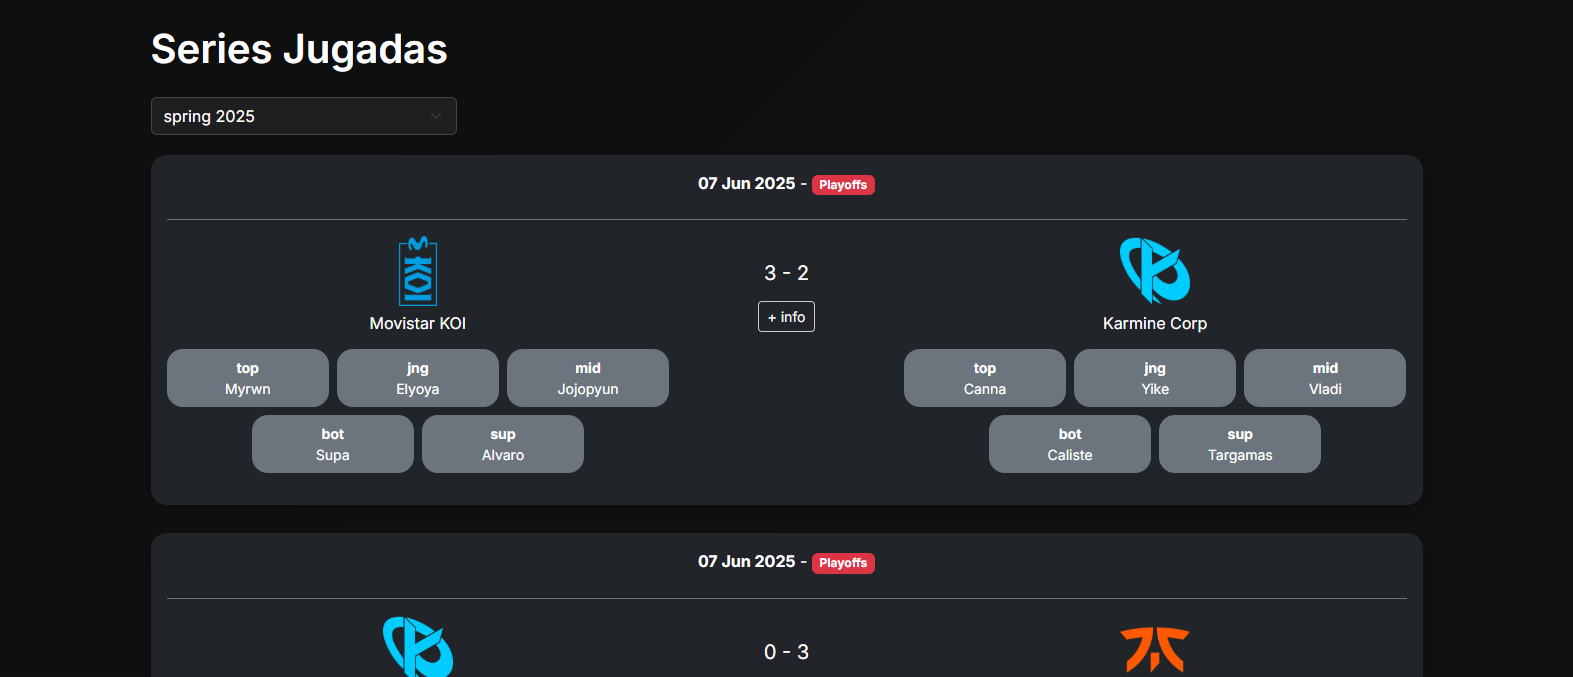 Series Jugadas
spring 2025
07 Jun 2025 - Playoffs
KOI
Movistar KOI
3 - 2
+ info
Karmine Corp
top
Myrwn
jng
Elyoya
mid
Jojopyun
bot
Supa
sup
Alvaro
top
Canna
jng
Yike
mid
Vladi
bot
Caliste
sup
Targamas
07 Jun 2025 - Playoffs
0 - 3